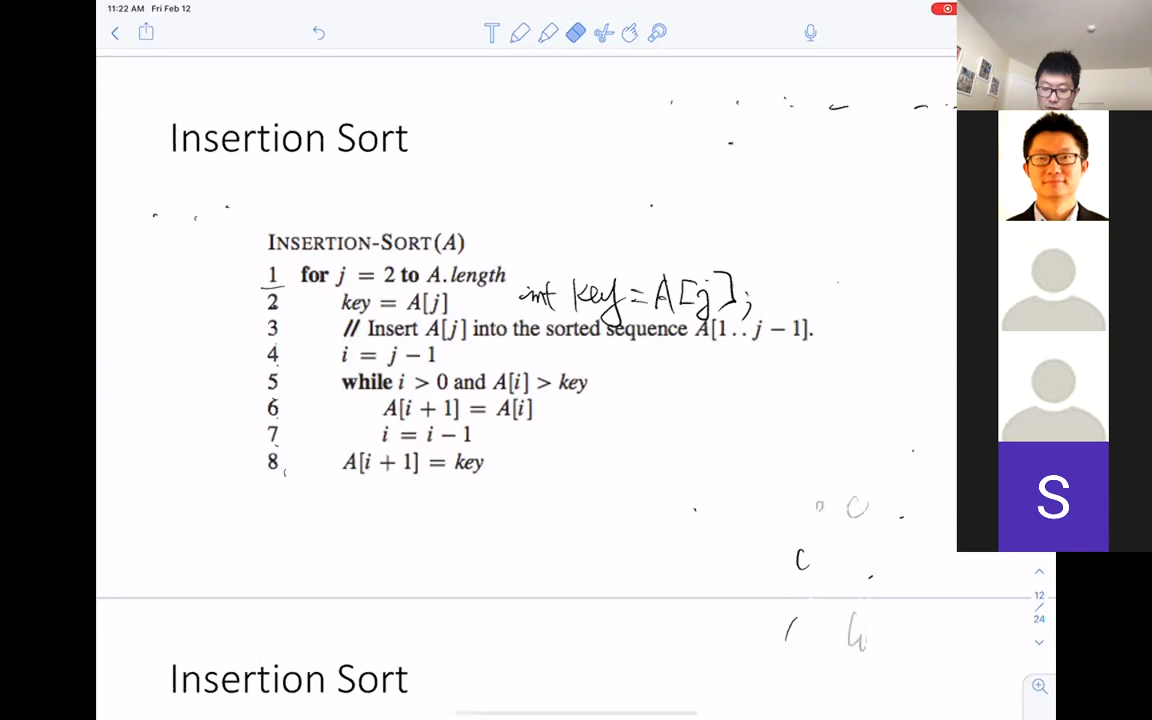 11:22 AM Fri Feb 12
T
Insertion Sort
INSERTION-SORT(A)
1 for j = 2 to A.length
2 key = A[j]
int key = A[j];
3 // Insert A[j] into the sorted sequence A[1 . . j − 1].
4 i = j − 1
5 while i > 0 and A[i] > key
6 A[i + 1] = A[i]
7 i = i − 1
8 A[i + 1] = key
S
12
/
24
Insertion Sort